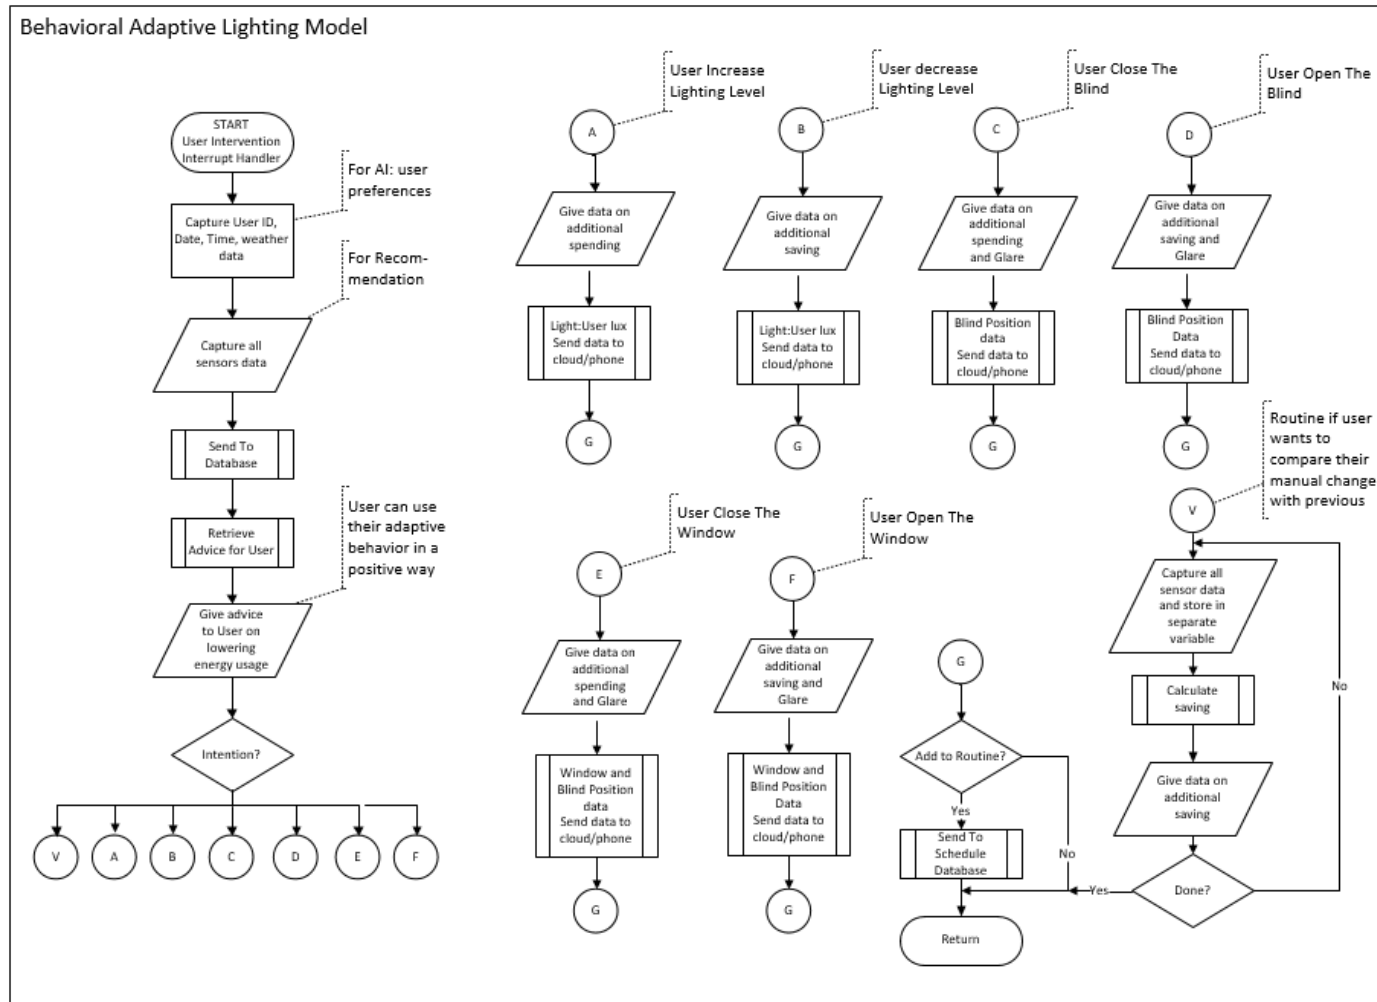 Behavioral Adaptive Lighting Model
START
User Intervention
Interrupt Handler
For AI: user
preferences
Capture User ID,
Date, Time, weather
data
For Recom-
mendation
Capture all
sensors data
Send To
Database
Retrieve
Advice for User
User can use
their adaptive
behavior in a
positive way
Give advice
to User on
lowering
energy usage
Intention?
V
A
B
C
D
E
F
User Increase
Lighting Level
A
Give data on
additional
spending
Light:User lux
Send data to
cloud/phone
G
User decrease
Lighting Level
B
Give data on
additional
saving
Light:User lux
Send data to
cloud/phone
G
User Close The
Blind
C
Give data on
additional
spending
and Glare
Blind Position
data
Send data to
cloud/phone
G
User Open The
Blind
D
Give data on
additional
saving and
Glare
Blind Position
Data
Send data to
cloud/phone
G
User Close The
Window
E
Give data on
additional
spending
and Glare
Window and
Blind Position
data
Send data to
cloud/phone
G
User Open The
Window
F
Give data on
additional
saving and
Glare
Window and
Blind Position
Data
Send data to
cloud/phone
G
G
Add to Routine?
Yes
No
Send To
Schedule
Database
Return
Routine if user
wants to
compare their
manual change
with previous
V
Capture all
sensor data
and store in
separate
variable
Calculate
saving
Give data on
additional
saving
Done?
Yes
No